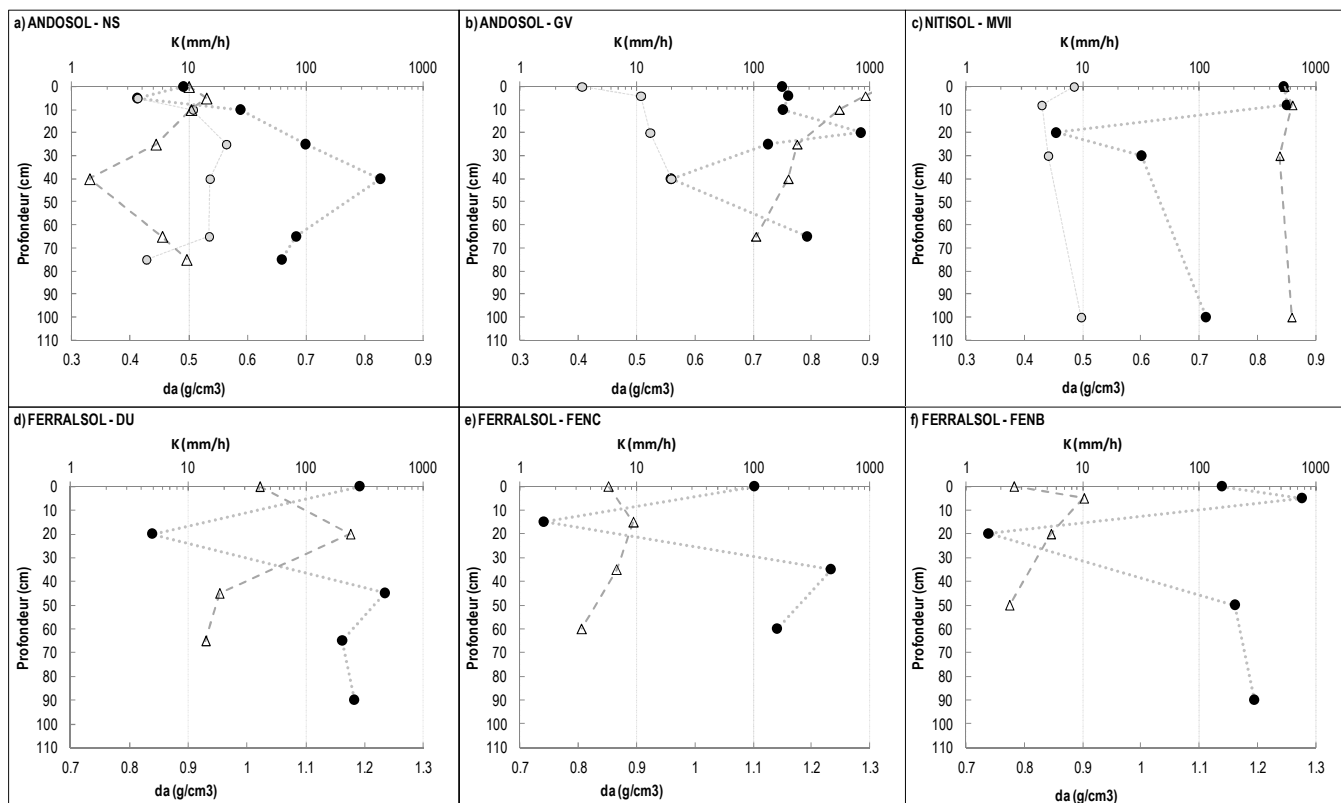 a) ANDOSOL - NS
K (mm/h)
1 10 100 1000
Profondeur (cm)
0
10
20
30
40
50
60
70
80
90
100
110
0.3 0.4 0.5 0.6 0.7 0.8 0.9
da (g/cm3)
b) ANDOSOL - GV
K (mm/h)
1 10 100 1000
Profondeur (cm)
0
10
20
30
40
50
60
70
80
90
100
110
0.3 0.4 0.5 0.6 0.7 0.8 0.9
da (g/cm3)
c) NITISOL - MVII
K (mm/h)
1 10 100 1000
Profondeur (cm)
0
10
20
30
40
50
60
70
80
90
100
110
0.3 0.4 0.5 0.6 0.7 0.8 0.9
da (g/cm3)
d) FERRALSOL - DU
K (mm/h)
1 10 100 1000
Profondeur (cm)
0
10
20
30
40
50
60
70
80
90
100
110
0.7 0.8 0.9 1 1.1 1.2 1.3
da (g/cm3)
e) FERRALSOL - FENC
K (mm/h)
1 10 100 1000
Profondeur (cm)
0
10
20
30
40
50
60
70
80
90
100
110
0.7 0.8 0.9 1 1.1 1.2 1.3
da (g/cm3)
f) FERRALSOL - FENB
K (mm/h)
1 10 100 1000
Profondeur (cm)
0
10
20
30
40
50
60
70
80
90
100
110
0.7 0.8 0.9 1 1.1 1.2 1.3
da (g/cm3)